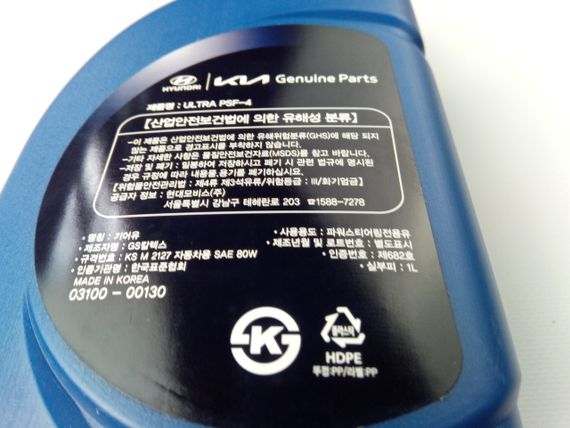 HYUNDAI | KIA Genuine Parts
제품명 : ULTRA PSF-4
[산업안전보건법에 의한 유해성 분류]
-이 제품은 산업안전보건법에 의한 유해위험분류(GHS)에 해당 되지
않는 제품으로 경고표시를 부착하지 않습니다.
-기타 자세한 사항은 물질안전보건자료(MSDS)를 참고 바랍니다.
-저장 및 폐기 : 밀봉하여 저장하시고 폐기 시 관련 법규에 명시된
경우 규정에 따라 내용물,용기를 폐기하십시오.
[위험물안전관리법 : 제4류 제3석유류/위험등급 : III/화기엄금]
공급자 정보 : 현대모비스(주)
서울특별시 강남구 테헤란로 203 ☎1588-7278
•명칭 : 기어유
•사용용도 : 파워스티어링전용유
•제조자명 : GS칼텍스
•제조년월 및 로트번호 : 별도표시
•규격번호 : KS M 2127 자동차용 SAE 80W
•인증번호 : 제682호
•인증기관명 : 한국표준협회
•실부피 : 1L
MADE IN KOREA
03100 - 00130
플라스틱
HDPE
뚜껑:PP/라벨:PP